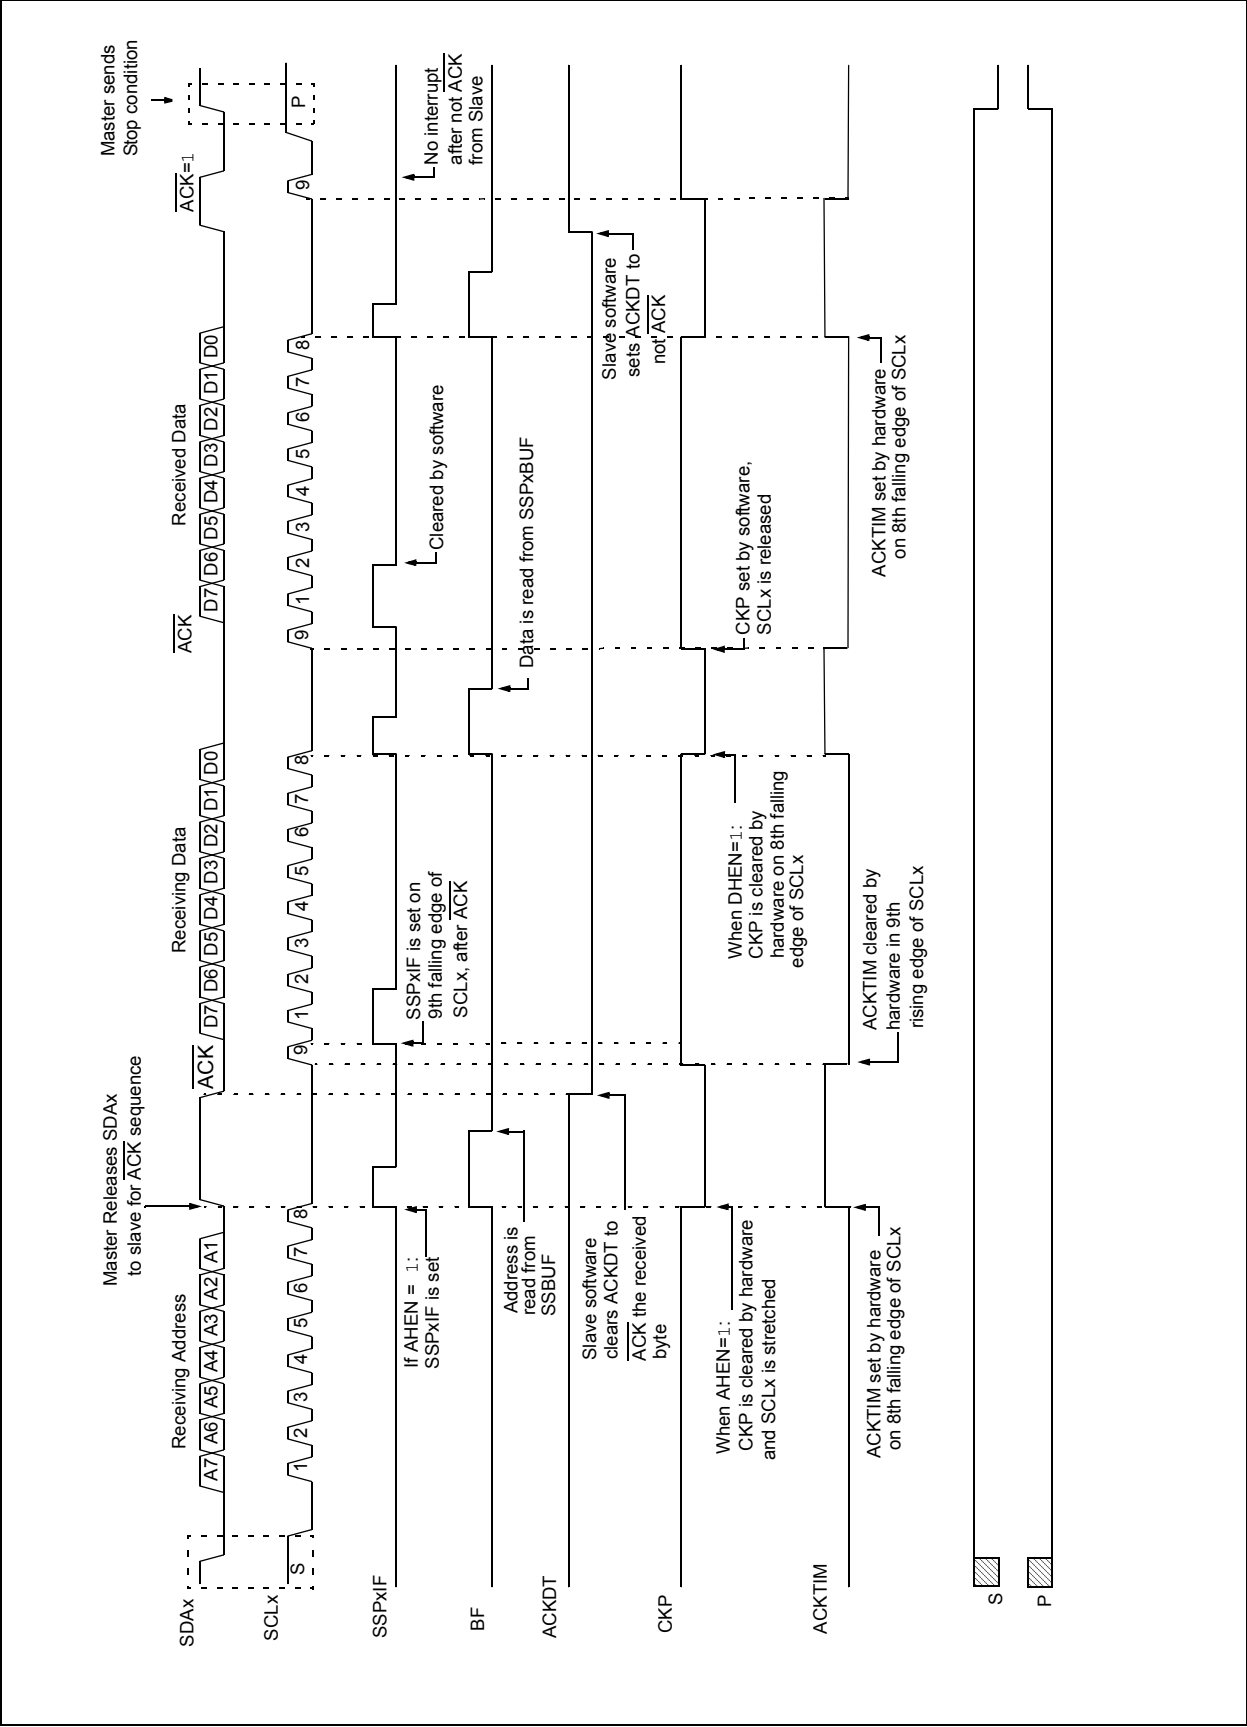 Master Releases SDAx
to slave for ACK sequence
Master sends
Stop condition
Receiving Address
Receiving Data
Received Data
ACK
ACK
ACK=1
SDAx
A7 A6 A5 A4 A3 A2 A1
D7 D6 D5 D4 D3 D2 D1 D0
D7 D6 D5 D4 D3 D2 D1 D0
SCLx
S
1 2 3 4 5 6 7 8
9 1 2 3 4 5 6 7 8
9 1 2 3 4 5 6 7 8
9
P
SSPxIF
If AHEN = 1:
SSPxIF is set
SSPxIF is set on
9th falling edge of
SCLx, after ACK
Cleared by software
No interrupt
after not ACK
from Slave
BF
Address is
read from
SSBUF
Data is read from SSPxBUF
ACKDT
Slave software
clears ACKDT to
ACK the received
byte
Slave software
sets ACKDT to
not ACK
CKP
When AHEN=1:
CKP is cleared by hardware
and SCLx is stretched
When DHEN=1:
CKP is cleared by
hardware on 8th falling
edge of SCLx
CKP set by software,
SCLx is released
ACKTIM
ACKTIM set by hardware
on 8th falling edge of SCLx
ACKTIM cleared by
hardware in 9th
rising edge of SCLx
ACKTIM set by hardware
on 8th falling edge of SCLx
S
P